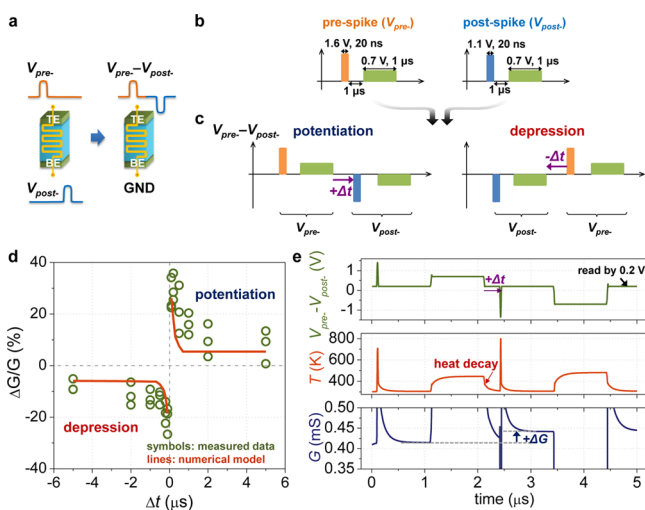 a
V_pre-
V_pre-−V_post-
TE
BE
V_post-
TE
BE
GND
b
pre-spike (V_pre-)
post-spike (V_post-)
1.6 V, 20 ns
0.7 V, 1 µs
1 µs
1.1 V, 20 ns
0.7 V, 1 µs
1 µs
c
V_pre-−V_post-
potentiation
depression
+Δt
-Δt
V_pre-
V_post-
V_post-
V_pre-
d
ΔG/G (%)
40
20
0
-20
-40
potentiation
depression
symbols: measured data
lines: numerical model
-6 -4 -2 0 2 4 6
Δt (µs)
e
V_pre--V_post- (V)
1
0
-1
+Δt
read by 0.2 V
T (K)
800
600
400
heat decay
G (mS)
0.50
0.45
0.40
0.35
+ΔG
0 1 2 3 4 5
time (µs)